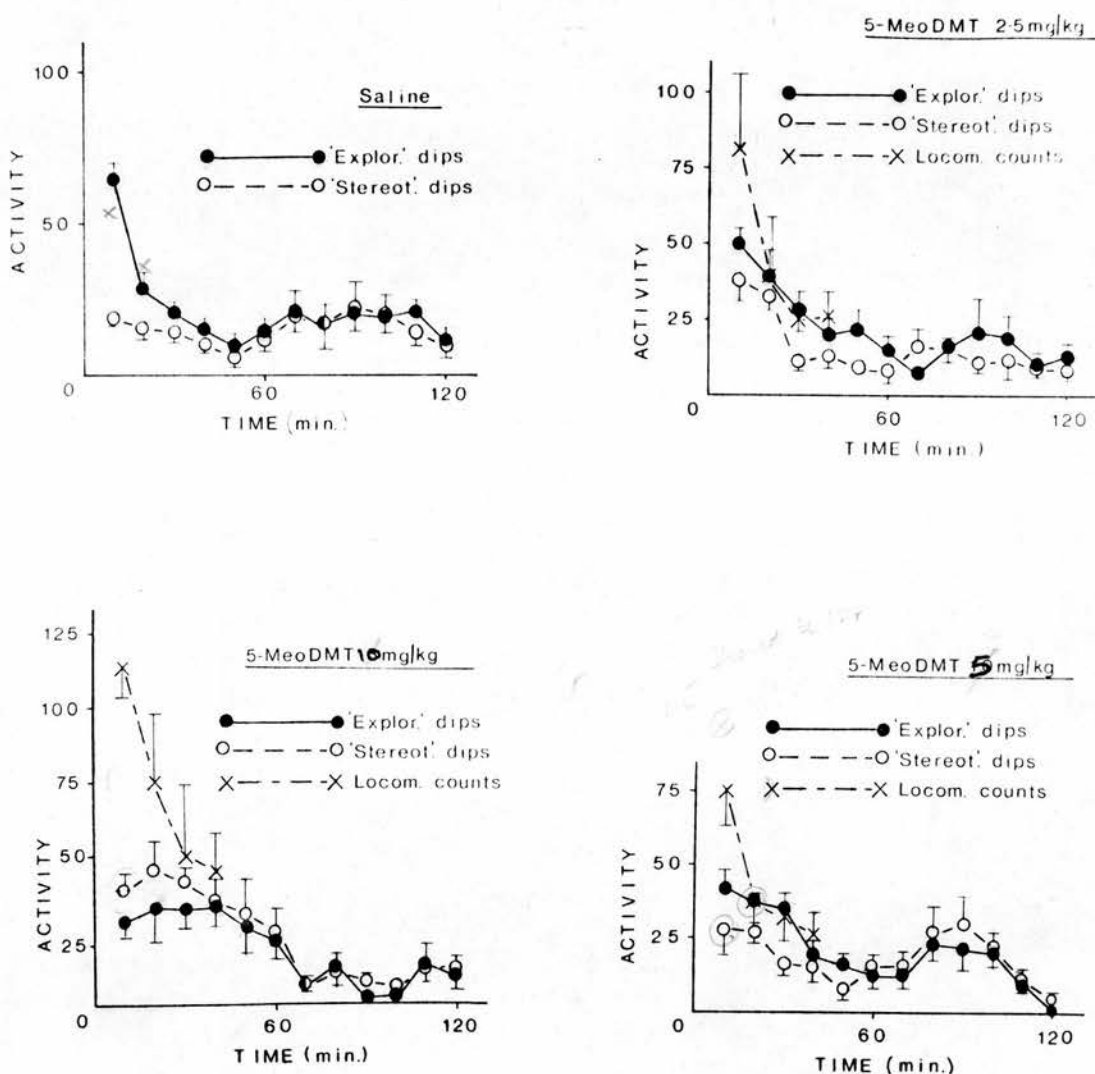 Saline
100
50
0
'Explor.' dips
'Stereot'. dips
ACTIVITY
60
120
TIME (min.)
5-MeoDMT 2·5mg/kg
100
75
50
25
0
'Explor.' dips
'Stereot'. dips
Locom. counts
ACTIVITY
60
120
TIME (min.)
5-MeoDMT 10mg/kg
125
100
75
50
25
0
'Explor.' dips
'Stereot'. dips
Locom. counts
ACTIVITY
60
120
TIME (min.)
5-MeoDMT 5mg/kg
75
50
25
0
'Explor.' dips
'Stereot'. dips
Locom. counts
ACTIVITY
60
120
TIME (min.)